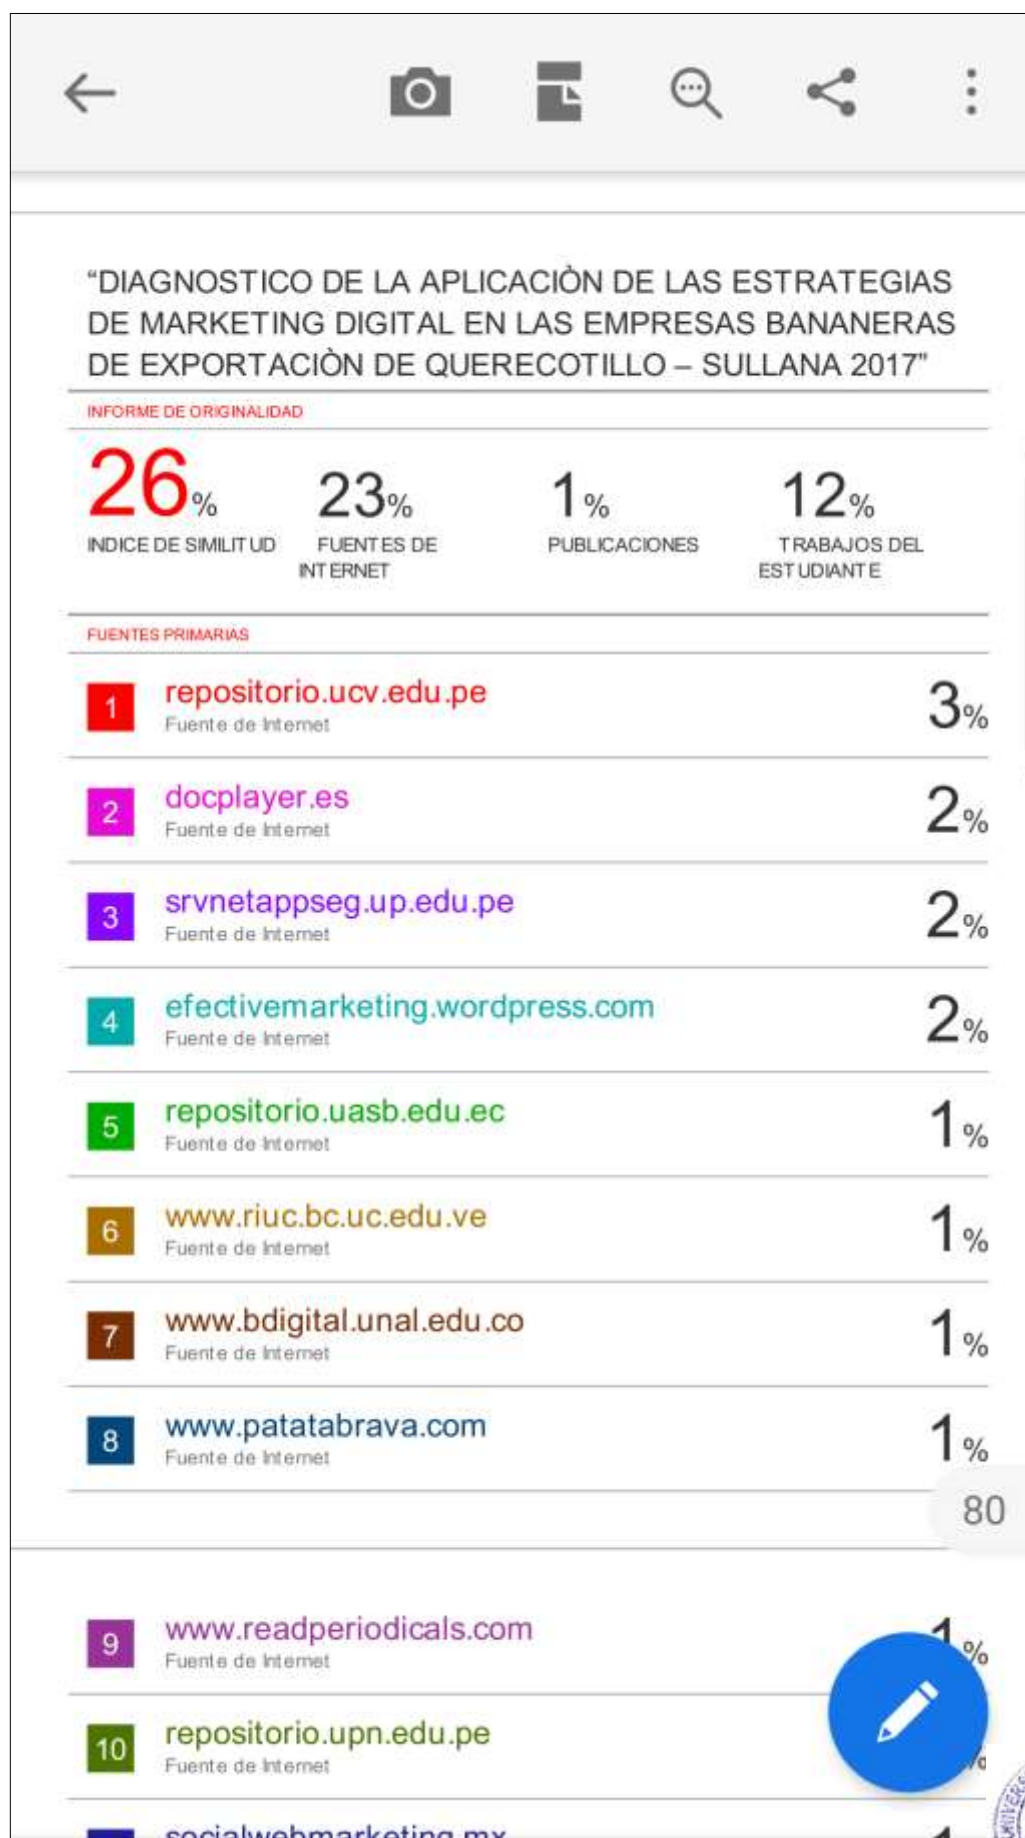 “DIAGNOSTICO DE LA APLICACIÒN DE LAS ESTRATEGIAS
DE MARKETING DIGITAL EN LAS EMPRESAS BANANERAS
DE EXPORTACIÒN DE QUERECOTILLO – SULLANA 2017”
INFORME DE ORIGINALIDAD
26% 23% 1% 12%
INDICE DE SIMILITUD FUENTES DE PUBLICACIONES TRABAJOS DEL
INTERNET ESTUDIANTE
FUENTES PRIMARIAS
1 repositorio.ucv.edu.pe 3%
Fuente de Internet
2 docplayer.es 2%
Fuente de Internet
3 srvnetappseg.up.edu.pe 2%
Fuente de Internet
4 efectivemarketing.wordpress.com 2%
Fuente de Internet
5 repositorio.uasb.edu.ec 1%
Fuente de Internet
6 www.riuc.bc.uc.edu.ve 1%
Fuente de Internet
7 www.bdigital.unal.edu.co 1%
Fuente de Internet
8 www.patatabrava.com 1%
Fuente de Internet
80
9 www.readperiodicals.com 1%
Fuente de Internet
10 repositorio.upn.edu.pe
Fuente de Internet
socialwebmarketing.mx